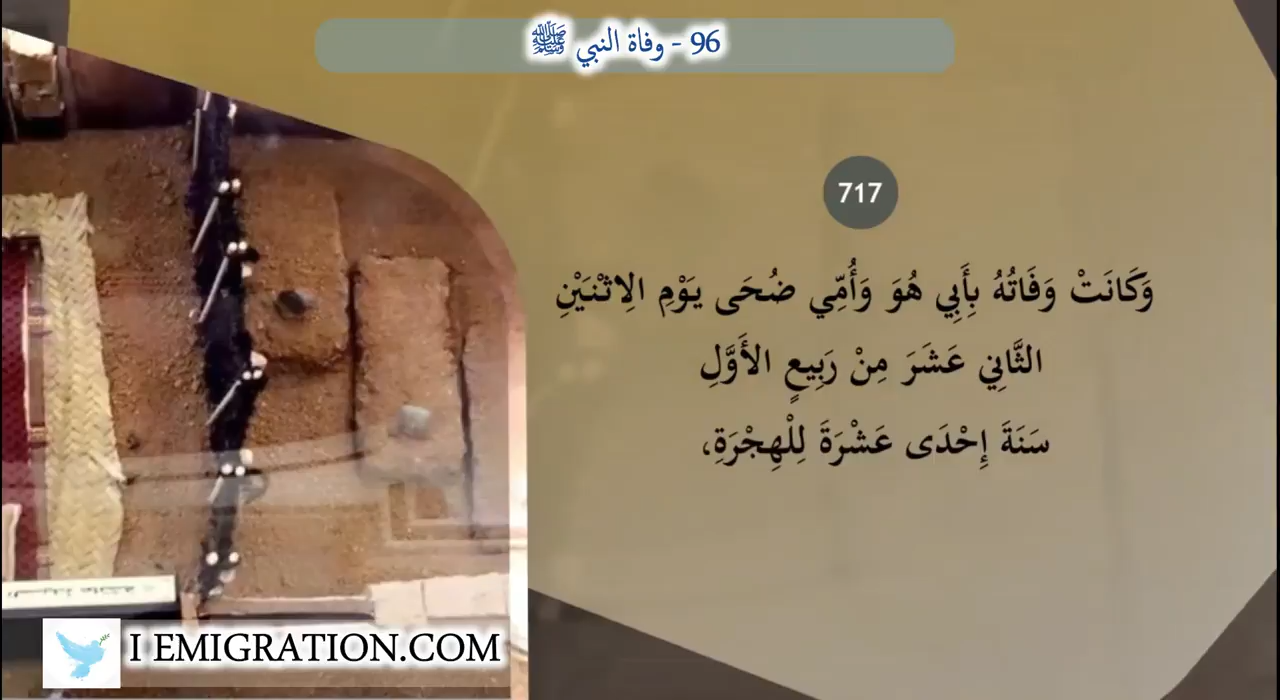 96 - وفاة النبي ﷺ
717
وَكَانَتْ وَفَاتُهُ بِأَبِي هُوَ وَأُمِّي ضُحَى يَوْمِ الِاثْنَيْنِ
الثَّانِي عَشَرَ مِنْ رَبِيعٍ الأَوَّلِ
سَنَةَ إِحْدَى عَشْرَةَ لِلْهِجْرَةِ،
I EMIGRATION.COM